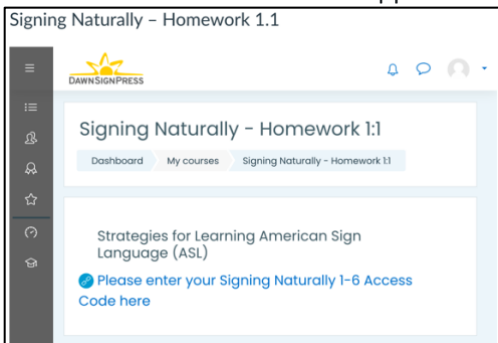 Signing Naturally – Homework 1.1
DAWNSIGNPRESS
Signing Naturally - Homework 1:1
Dashboard
My courses
Signing Naturally - Homework 1:1
Strategies for Learning American Sign
Language (ASL)
Please enter your Signing Naturally 1-6 Access
Code here